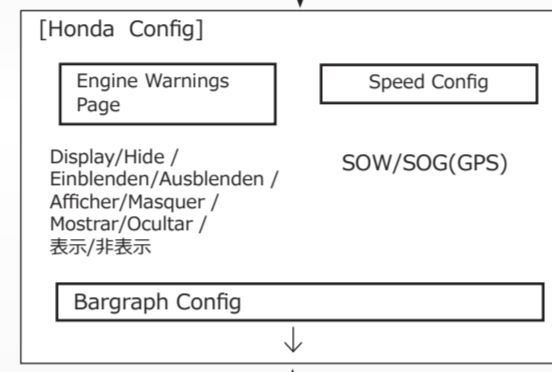 [Honda Config]
Engine Warnings
Page
Speed Config
Display/Hide /
Einblenden/Ausblenden /
Afficher/Masquer /
Mostrar/Ocultar /
表示/非表示
SOW/SOG(GPS)
Bargraph Config